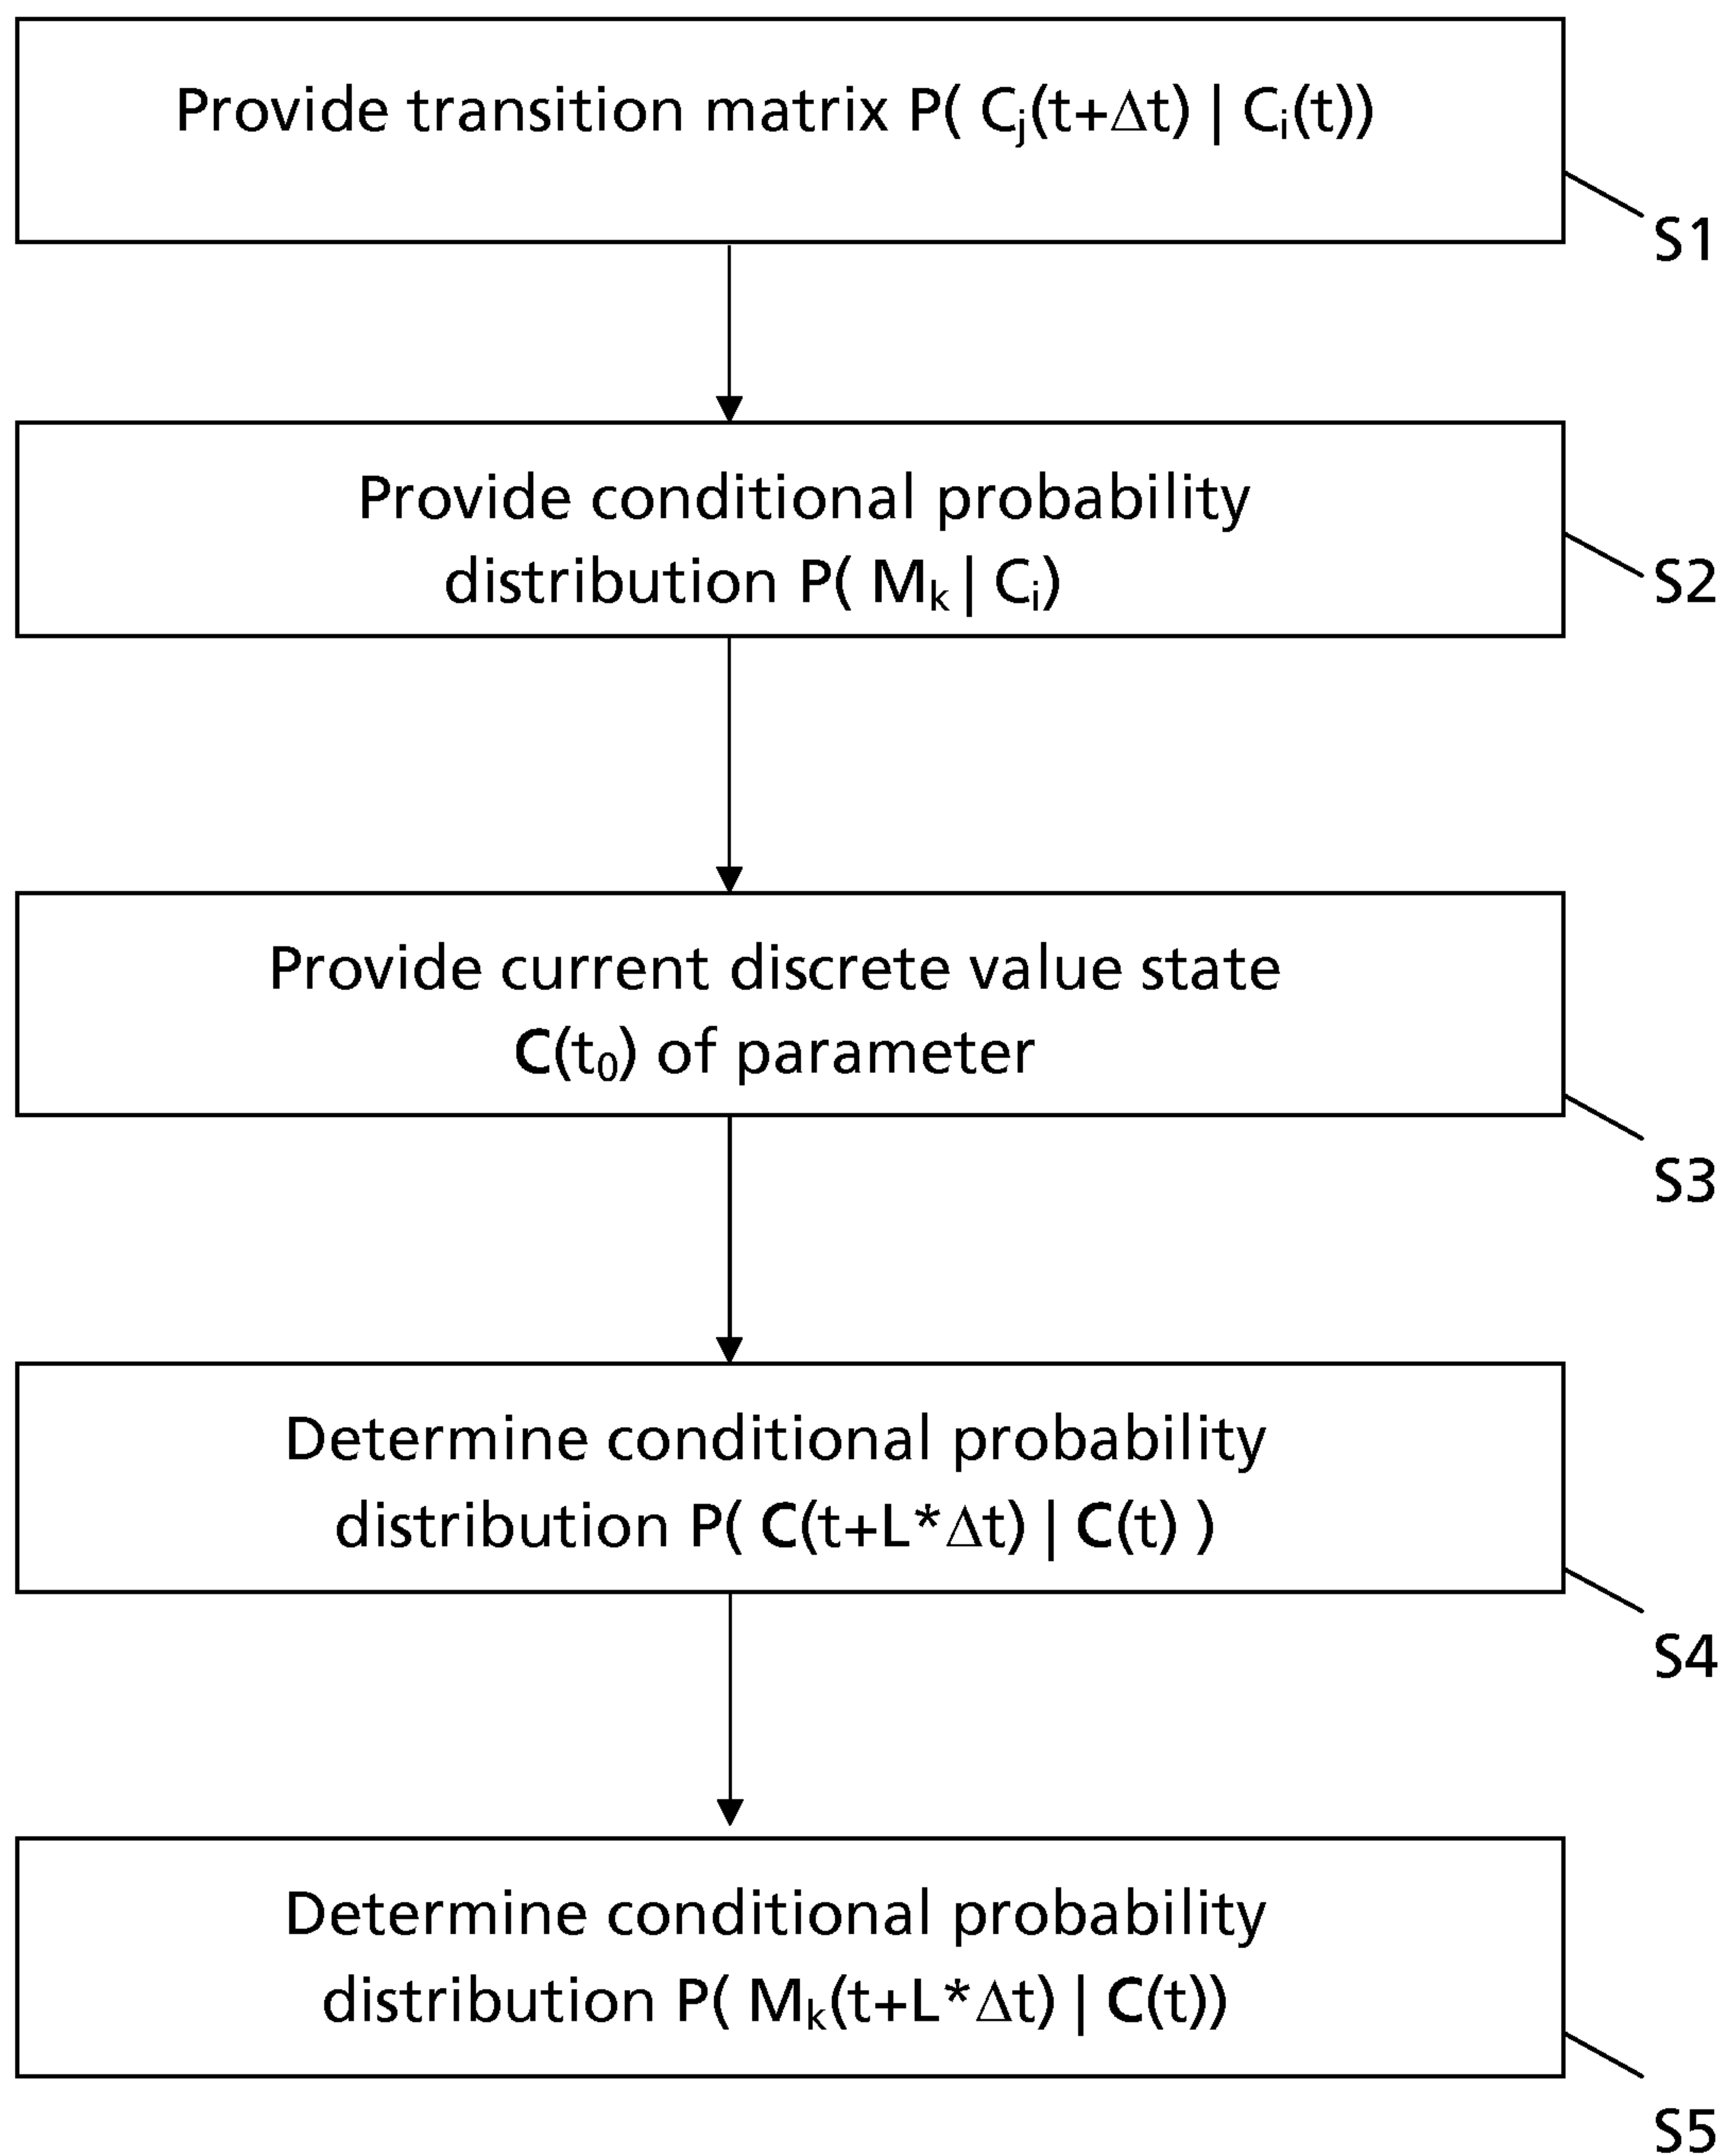 Provide transition matrix P( Cⱼ(t+Δt) | Cᵢ(t))
S1
Provide conditional probability
distribution P( Mₖ | Cᵢ)
S2
Provide current discrete value state
C(t₀) of parameter
S3
Determine conditional probability
distribution P( C(t+L*Δt) | C(t) )
S4
Determine conditional probability
distribution P( Mₖ(t+L*Δt) | C(t))
S5